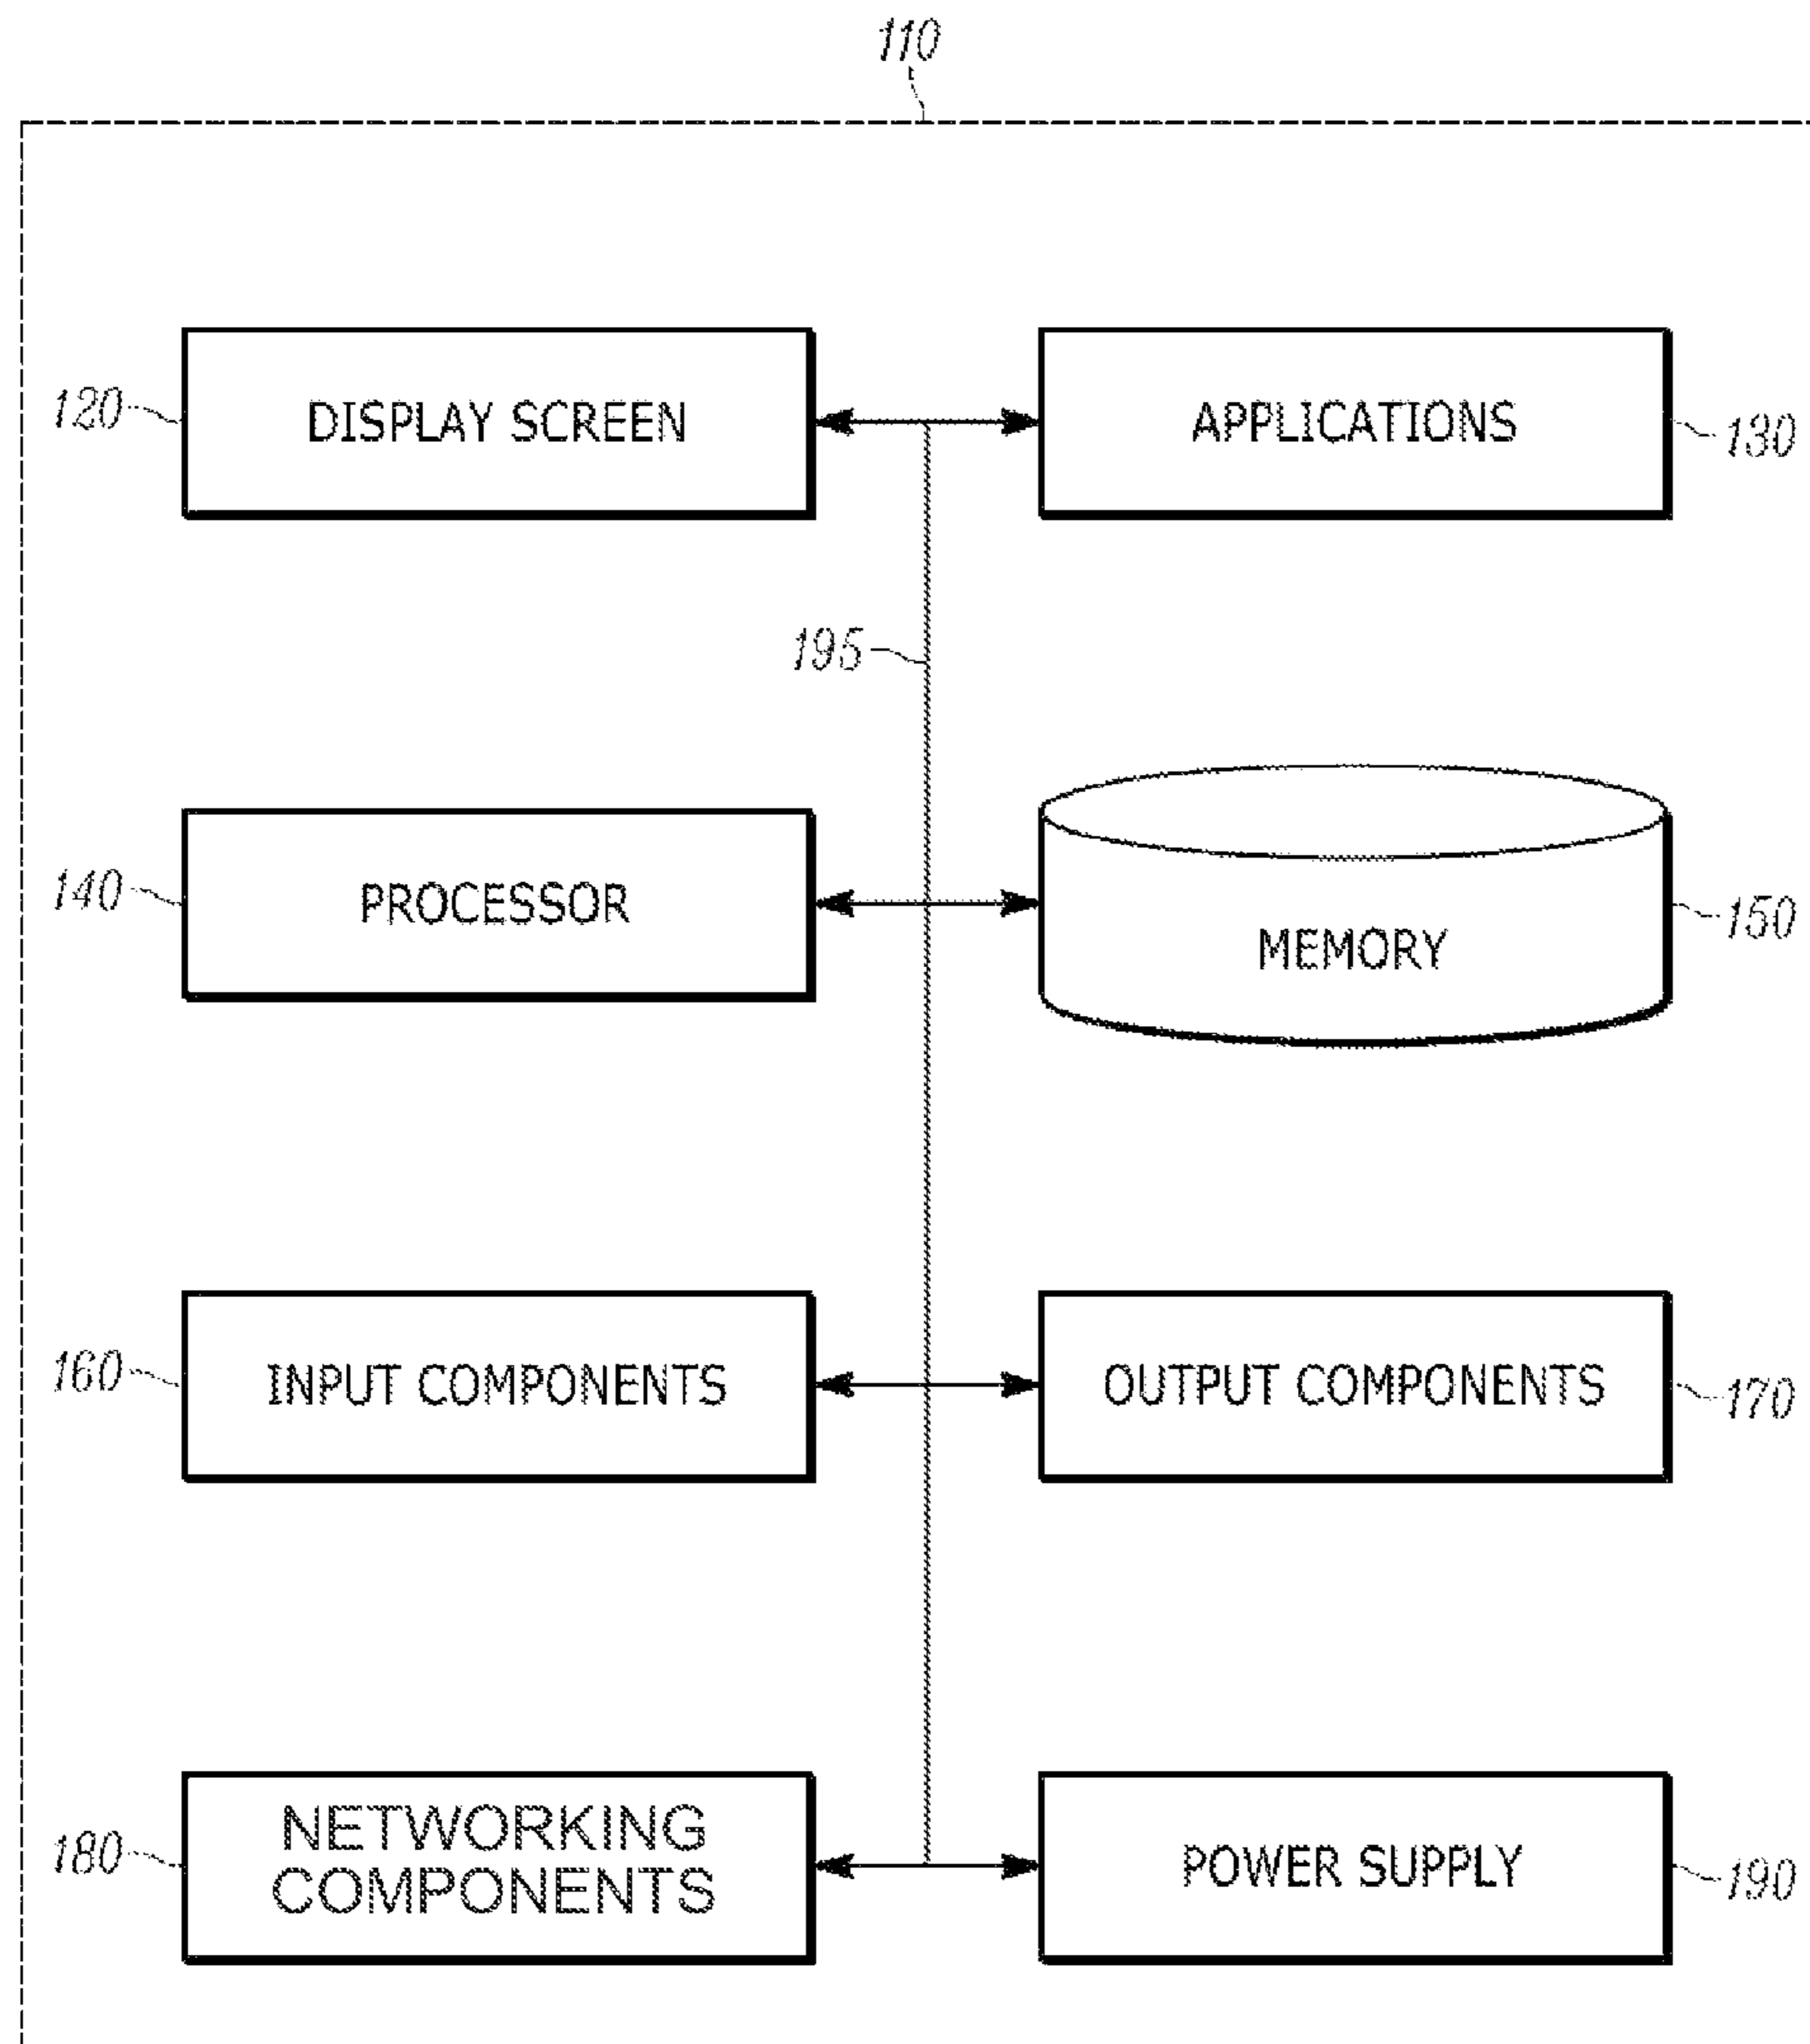 110
120
DISPLAY SCREEN
APPLICATIONS
130
195
140
PROCESSOR
MEMORY
150
160
INPUT COMPONENTS
OUTPUT COMPONENTS
170
180
NETWORKING
COMPONENTS
POWER SUPPLY
190